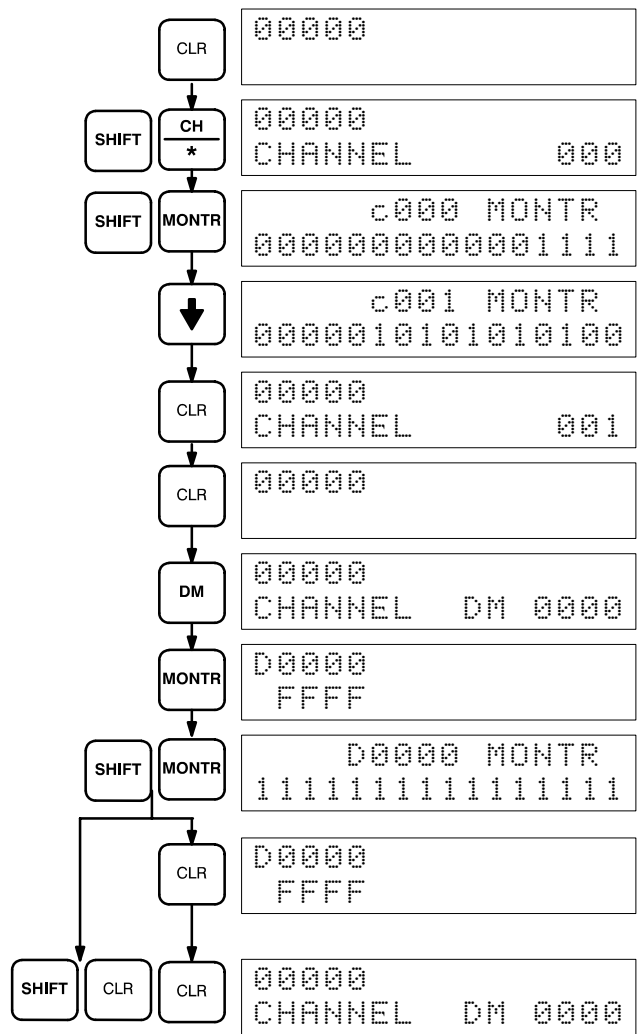 CLR
00000
SHIFT
CH
*
00000
CHANNEL 000
SHIFT
MONTR
c000 MONTR
0000000000001111
c001 MONTR
0000010101010100
CLR
00000
CHANNEL 001
CLR
00000
DM
00000
CHANNEL DM 0000
MONTR
D0000
FFFF
SHIFT
MONTR
D0000 MONTR
1111111111111111
CLR
D0000
FFFF
SHIFT
CLR
CLR
00000
CHANNEL DM 0000